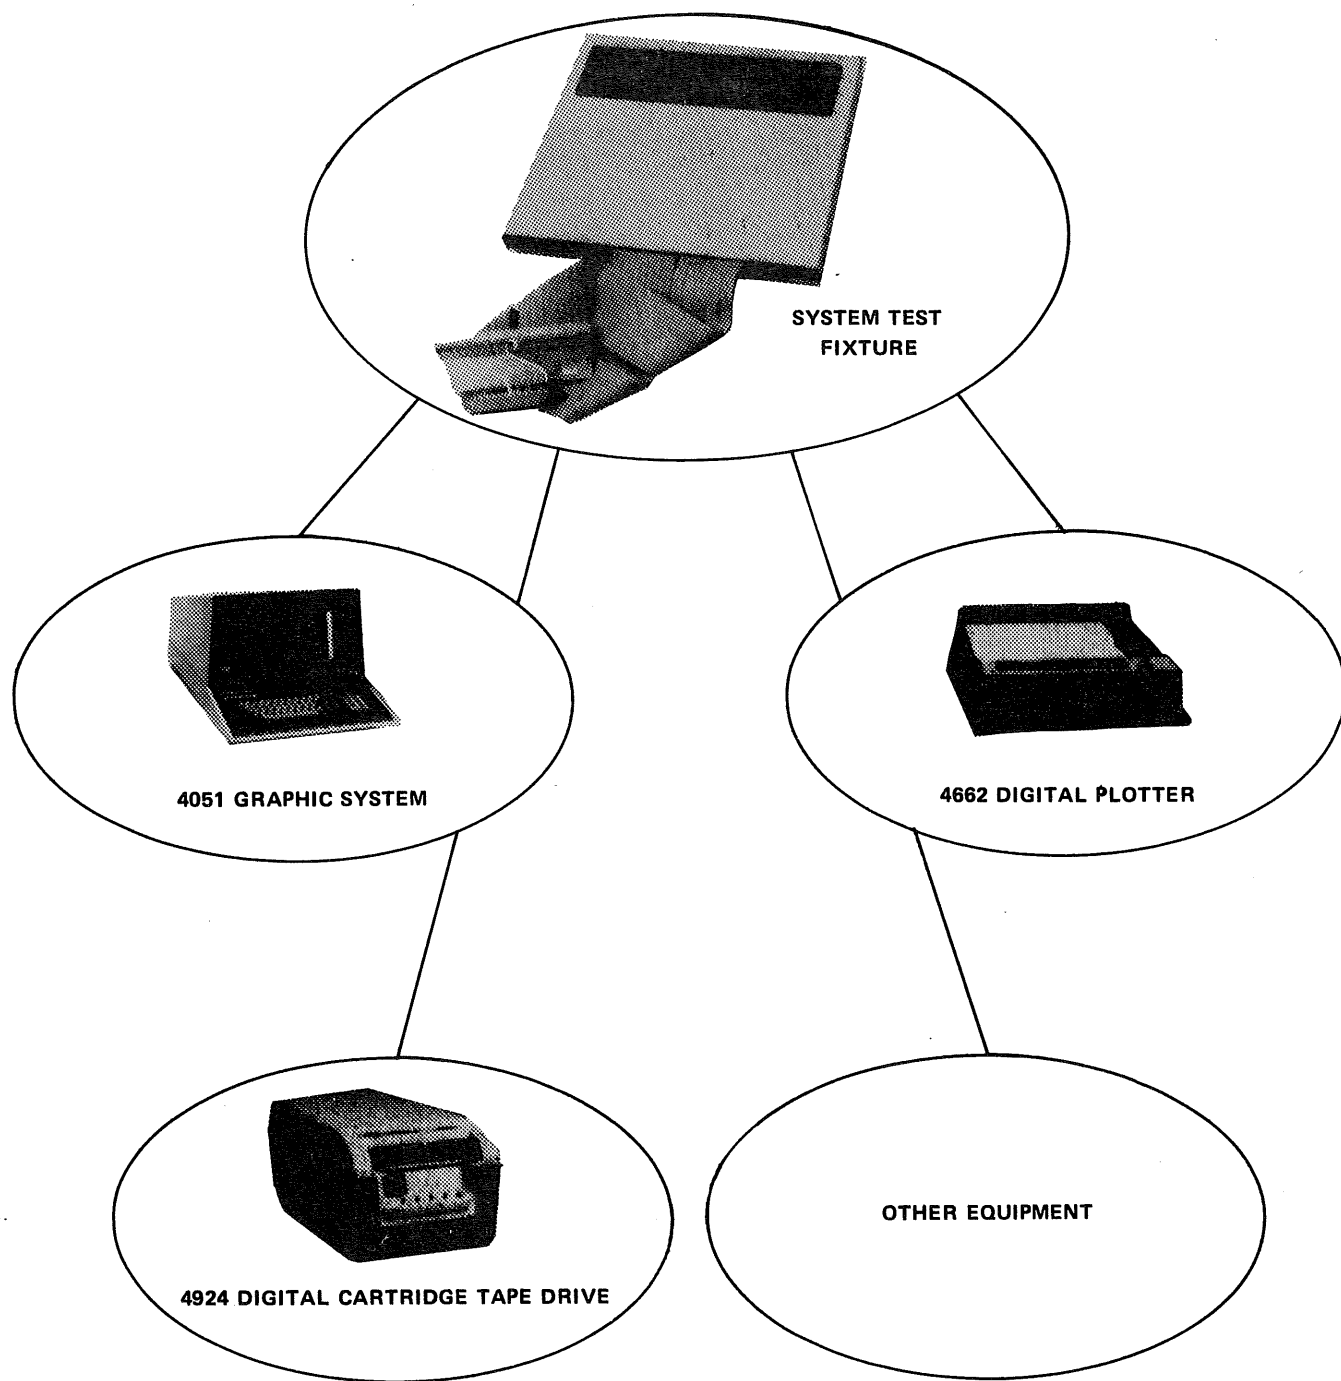 SYSTEM TEST
FIXTURE
4051 GRAPHIC SYSTEM
4662 DIGITAL PLOTTER
4924 DIGITAL CARTRIDGE TAPE DRIVE
OTHER EQUIPMENT